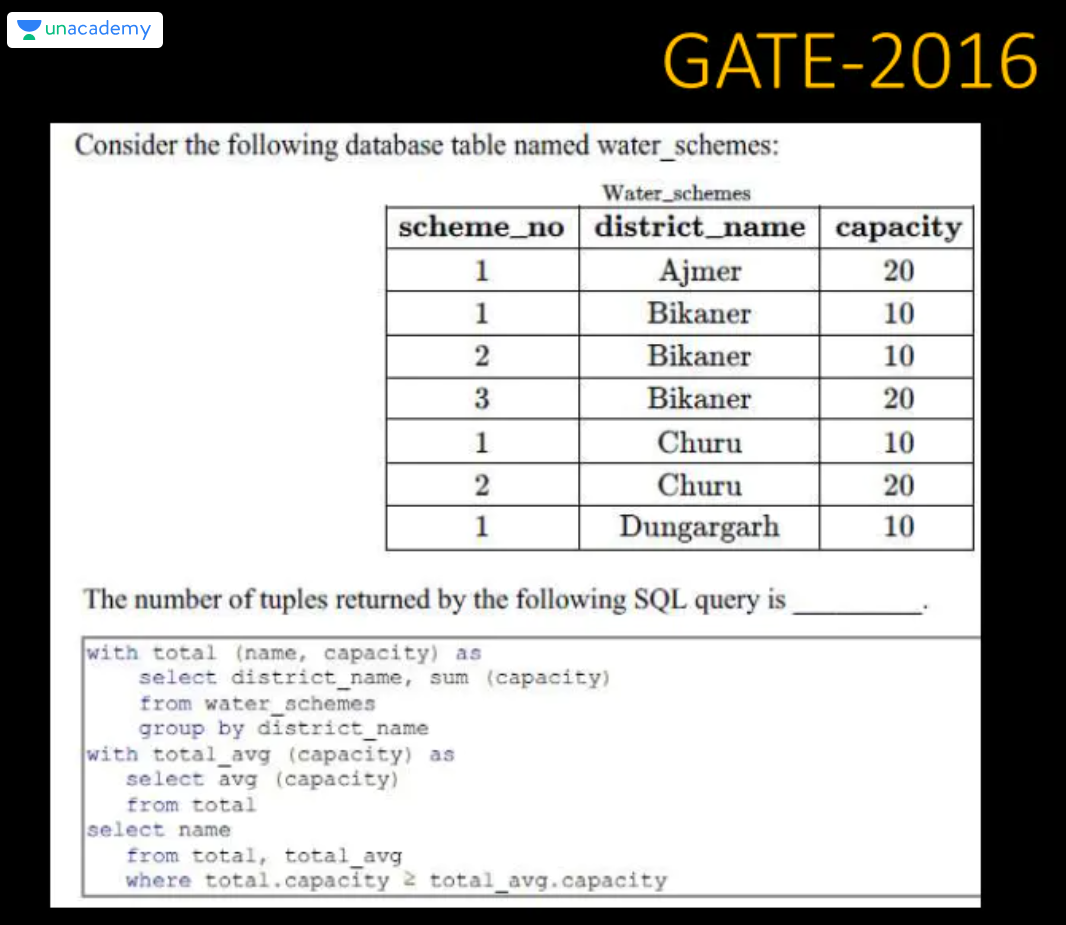 unacademy
GATE-2016
Consider the following database table named water_schemes:
Water_schemes
scheme_no district_name capacity
1 Ajmer 20
1 Bikaner 10
2 Bikaner 10
3 Bikaner 20
1 Churu 10
2 Churu 20
1 Dungargarh 10
The number of tuples returned by the following SQL query is _________.
with total (name, capacity) as
select district_name, sum (capacity)
from water_schemes
group by district_name
with total_avg (capacity) as
select avg (capacity)
from total
select name
from total, total_avg
where total.capacity ≥ total_avg.capacity